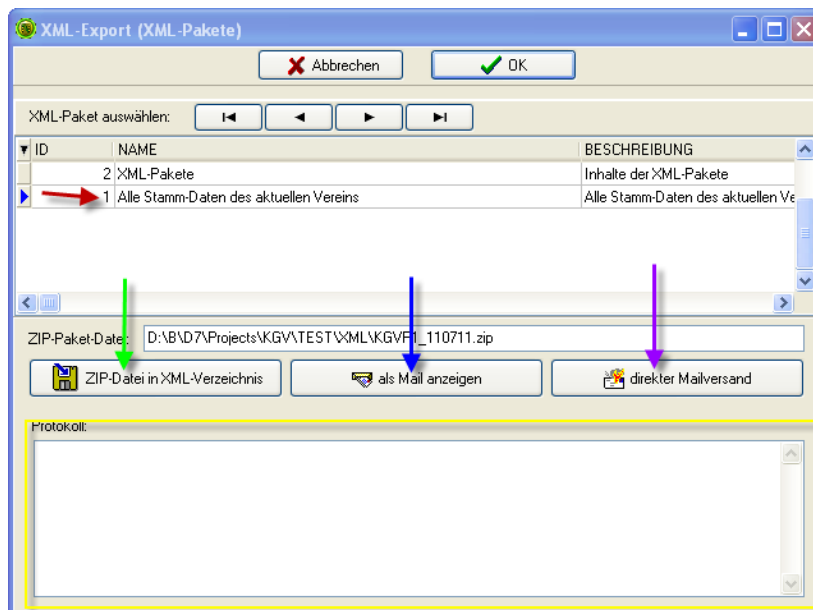 XML-Export (XML-Pakete)
Abbrechen OK
XML-Paket auswählen:
ID NAME BESCHREIBUNG
2 XML-Pakete Inhalte der XML-Pakete
1 Alle Stamm-Daten des aktuellen Vereins Alle Stamm-Daten des aktuellen Ve
ZIP-Paket-Datei: D:\B\D7\Projects\KGV\TEST\XML\KGVP1_110711.zip
ZIP-Datei in XML-Verzeichnis als Mail anzeigen direkter Mailversand
Protokoll: